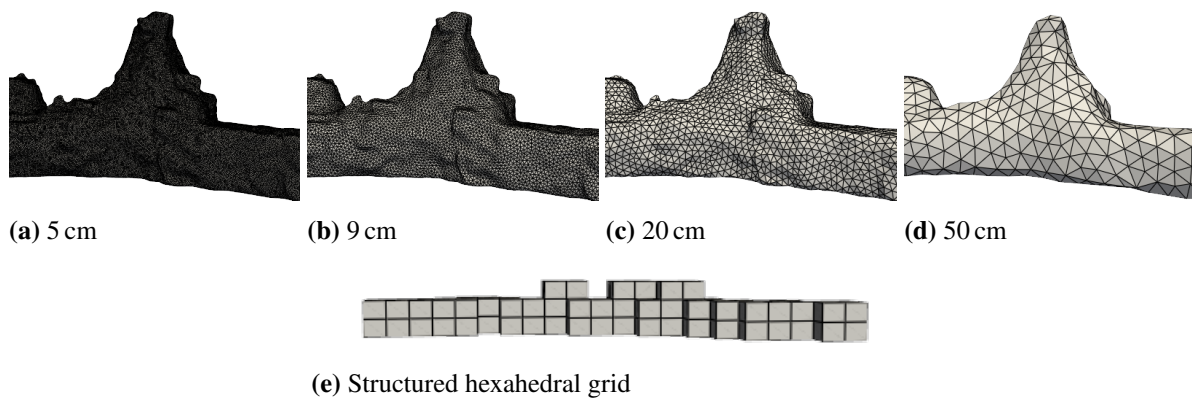 (a) 5 cm
(b) 9 cm
(c) 20 cm
(d) 50 cm
(e) Structured hexahedral grid